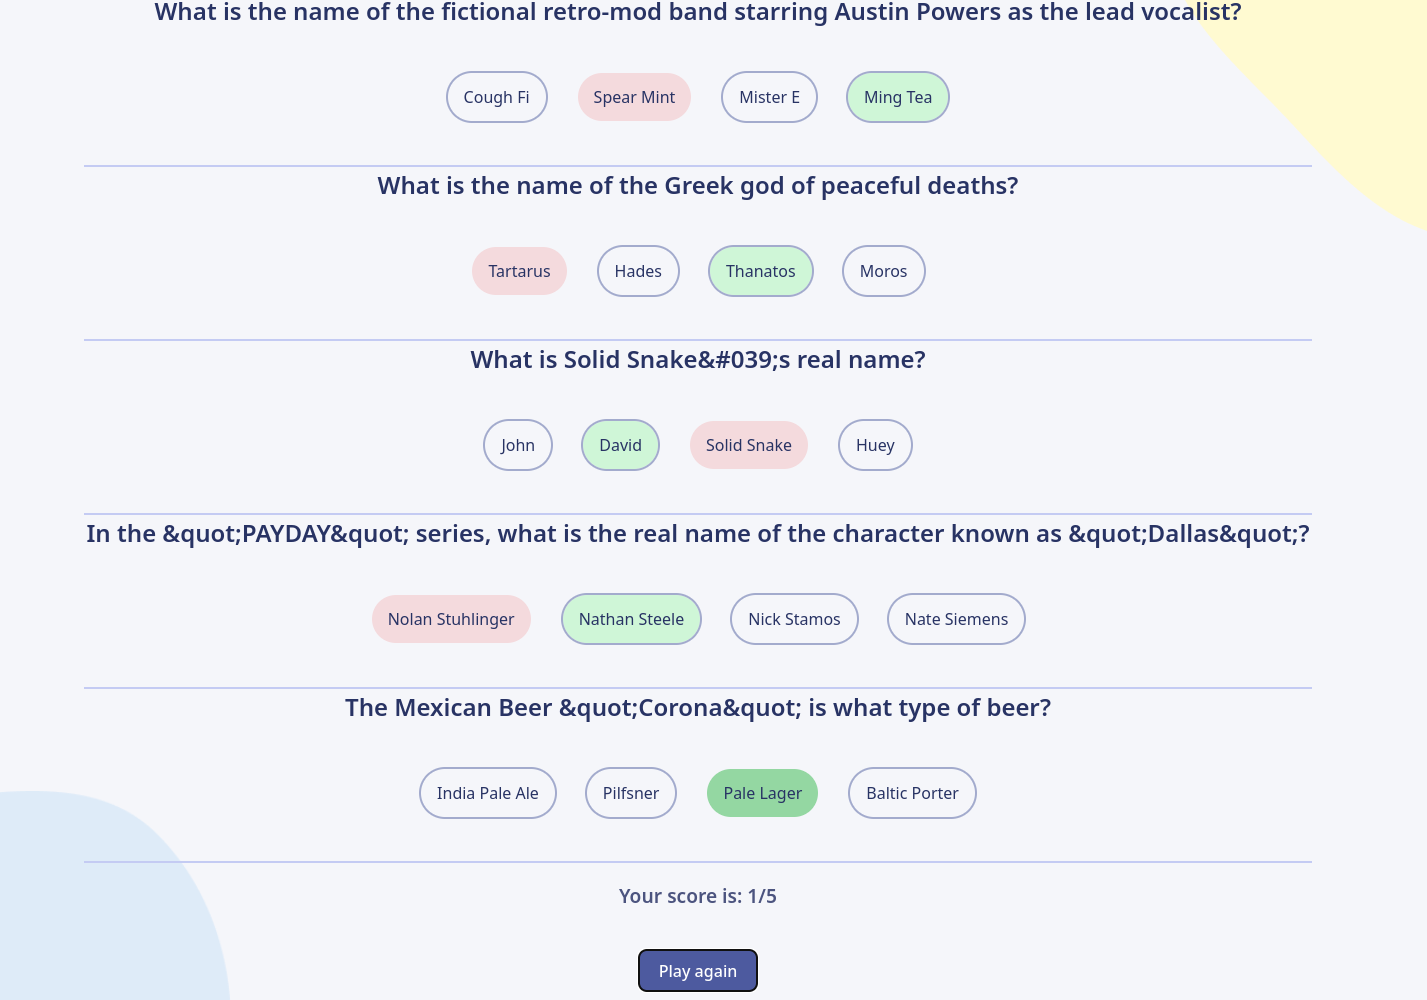 What is the name of the fictional retro-mod band starring Austin Powers as the lead vocalist?
Cough Fi Spear Mint Mister E Ming Tea
What is the name of the Greek god of peaceful deaths?
Tartarus Hades Thanatos Moros
What is Solid Snake&#039;s real name?
John David Solid Snake Huey
In the &quot;PAYDAY&quot; series, what is the real name of the character known as &quot;Dallas&quot;?
Nolan Stuhlinger Nathan Steele Nick Stamos Nate Siemens
The Mexican Beer &quot;Corona&quot; is what type of beer?
India Pale Ale Pilfsner Pale Lager Baltic Porter
Your score is: 1/5
Play again